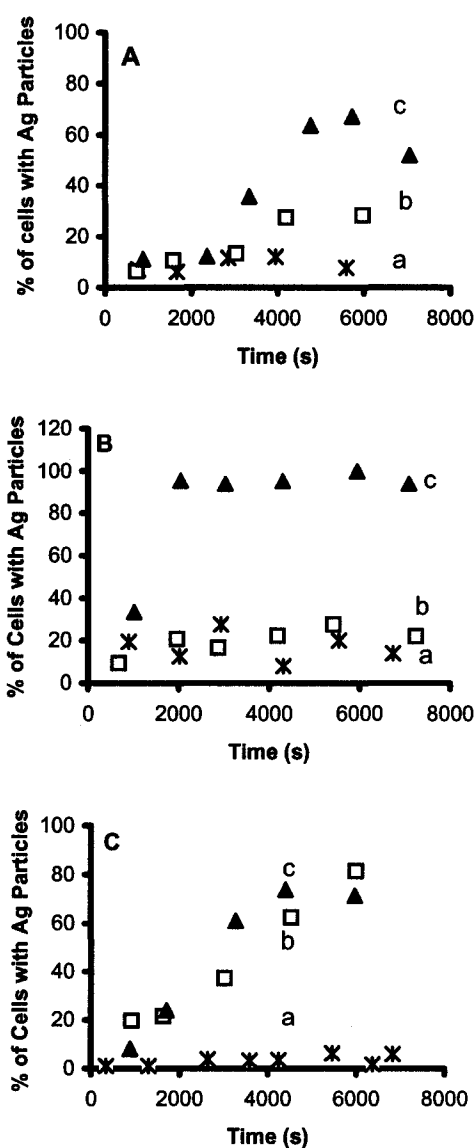 A
% of cells with Ag Particles
100
80
60
40
20
0
c
b
a
0 2000 4000 6000 8000
Time (s)
B
% of Cells with Ag Particles
120
100
80
60
40
20
0
c
b
a
0 2000 4000 6000 8000
Time (s)
C
% of Cells with Ag Particles
100
80
60
40
20
0
c
b
a
0 2000 4000 6000 8000
Time (s)